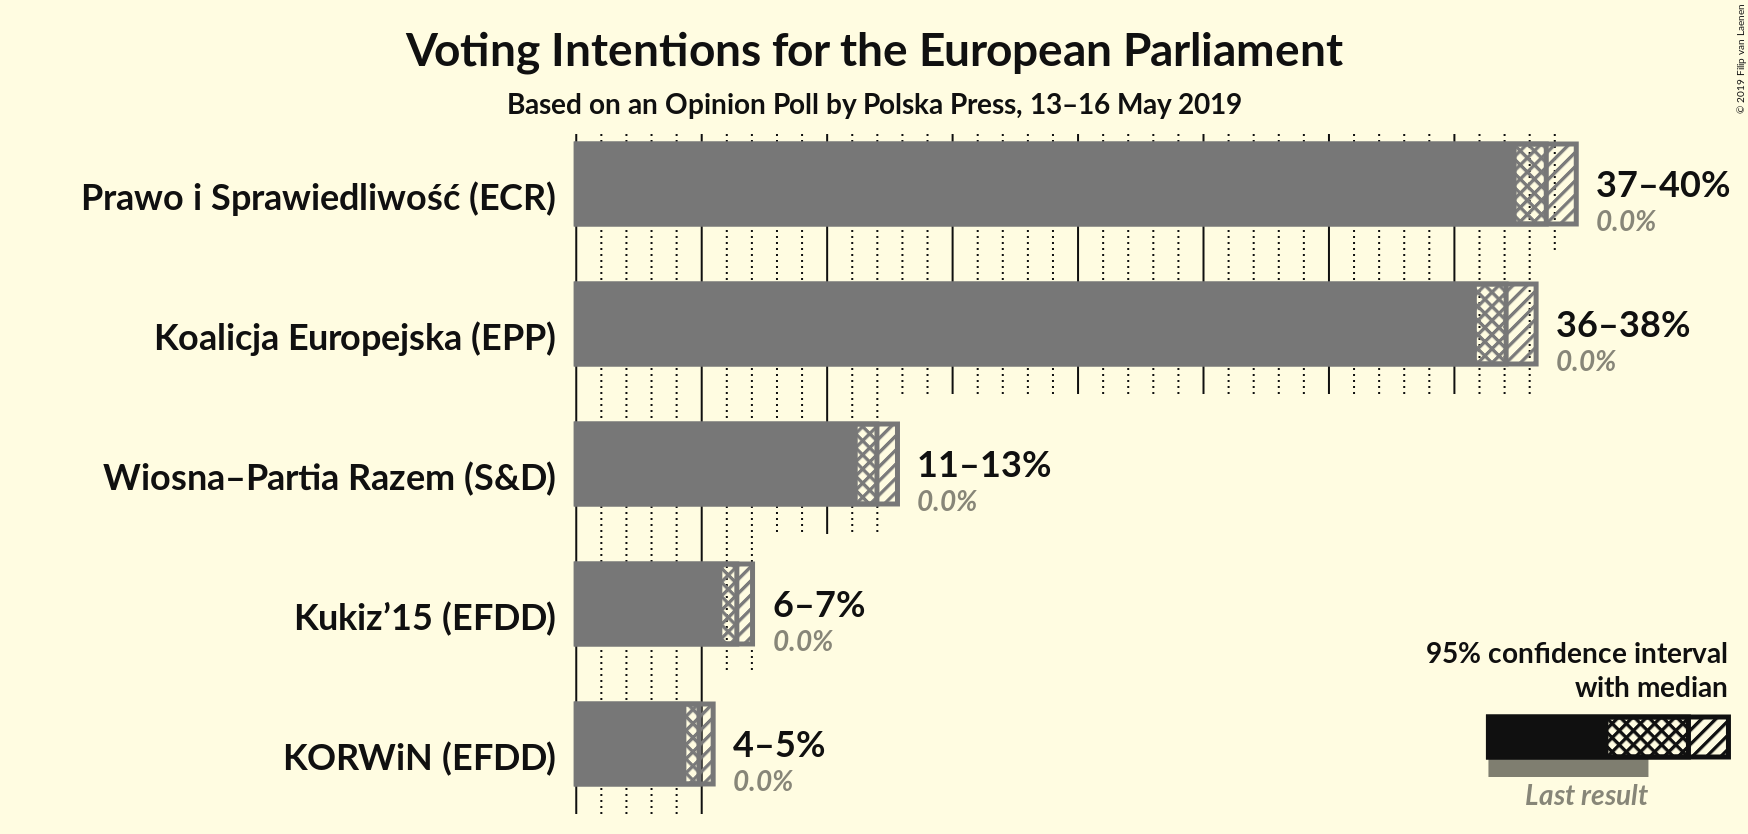 © 2019 Filip van Laenen
Voting Intentions for the European Parliament
Based on an Opinion Poll by Polska Press, 13–16 May 2019
Prawo i Sprawiedliwość (ECR)
37–40%
0.0%
Koalicja Europejska (EPP)
36–38%
0.0%
Wiosna–Partia Razem (S&D)
11–13%
0.0%
Kukiz’15 (EFDD)
6–7%
0.0%
KORWiN (EFDD)
4–5%
0.0%
95% confidence interval
with median
Last result